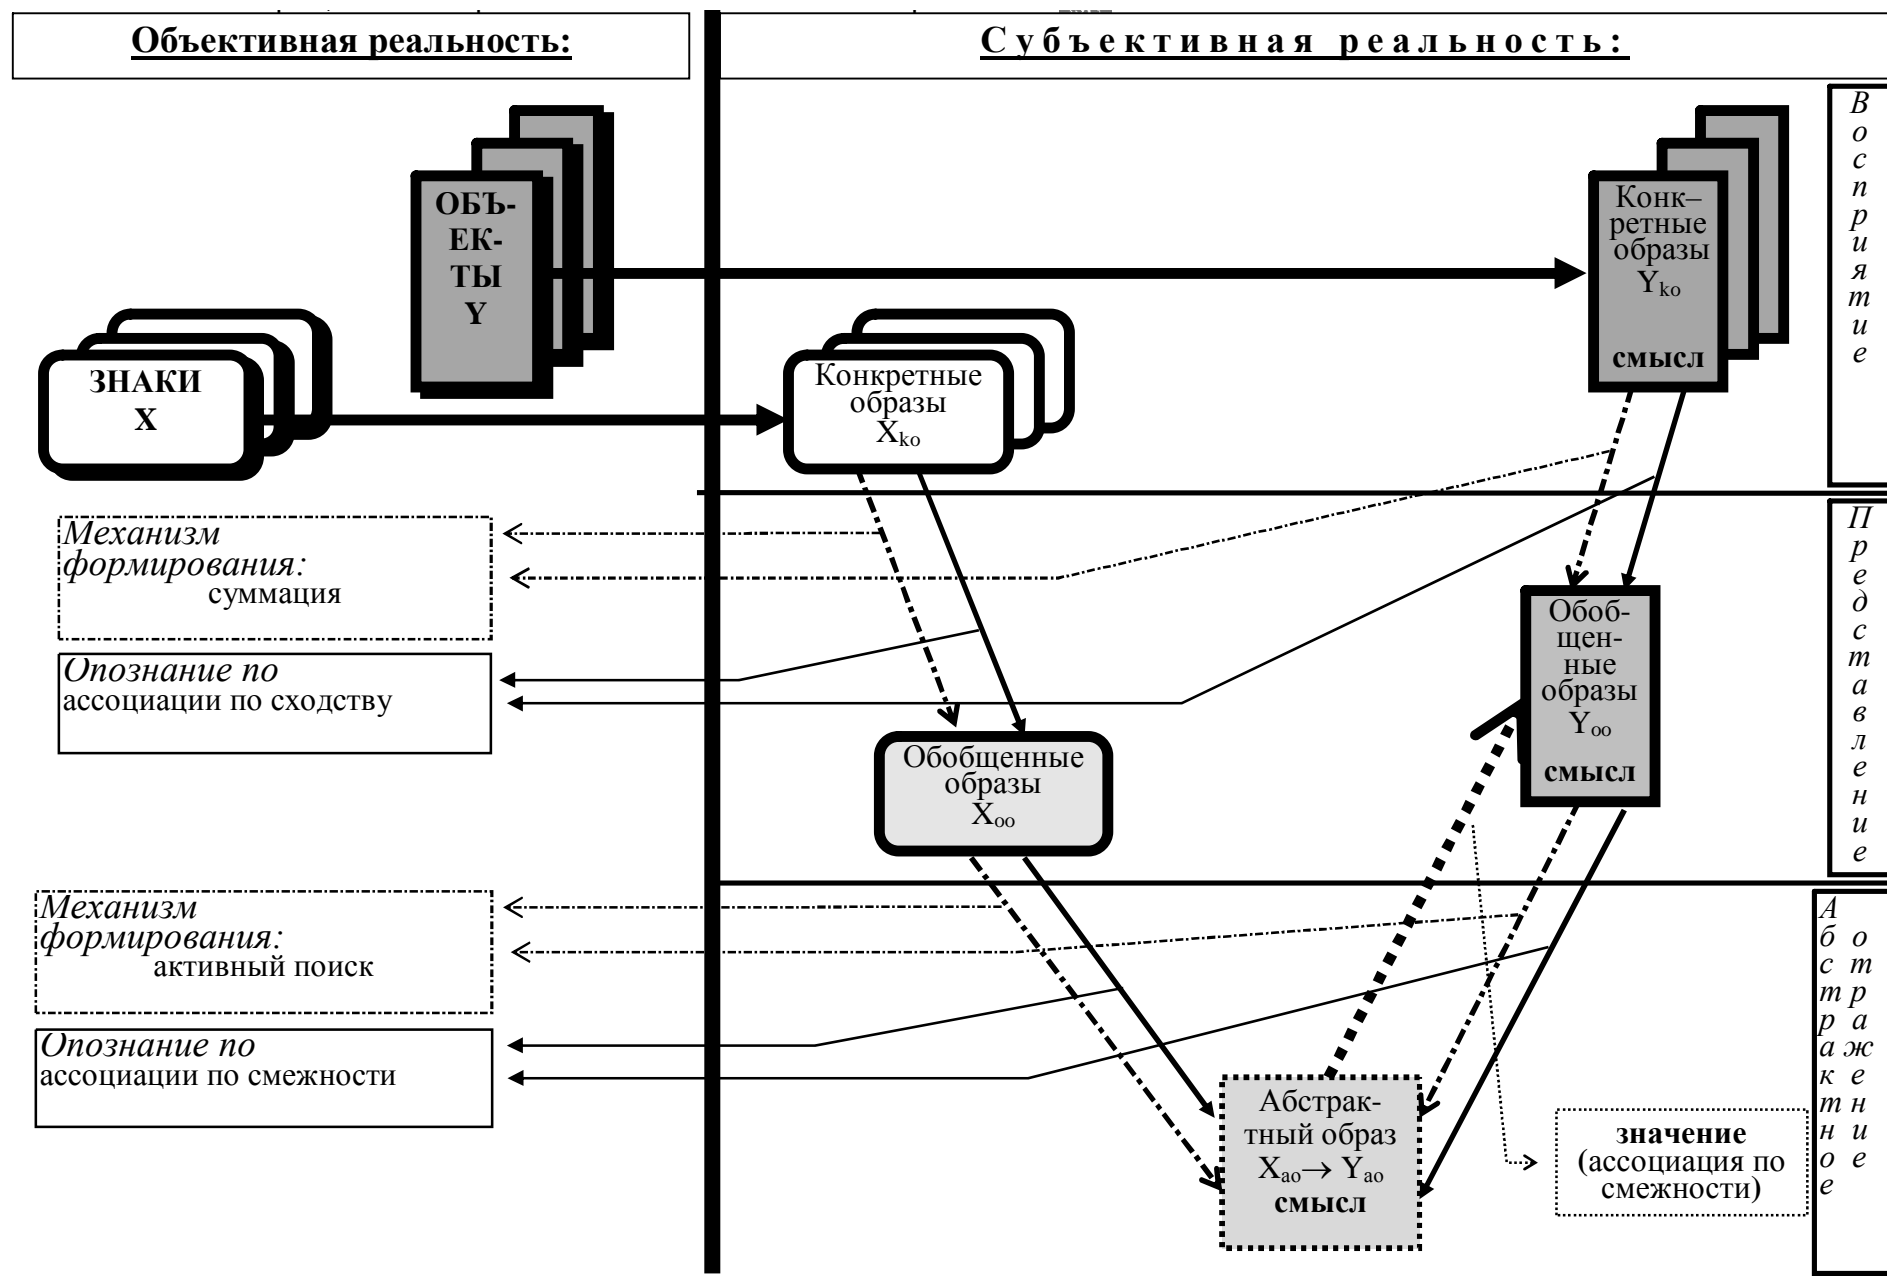 Объективная реальность:
Субъективная реальность:
ОБЪ-
ЕК-
ТЫ
Y
ЗНАКИ
X
Конкретные
образы
Xko
Конк–
ретные
образы
Yko
смысл
Восприятие
Механизм
формирования:
суммация
Опознание по
ассоциации по сходству
Обобщенные
образы
Xoo
Обоб-
щен-
ные
образы
Yoo
смысл
Представление
Механизм
формирования:
активный поиск
Опознание по
ассоциации по смежности
Абстрак-
тный образ
Xao→ Yao
смысл
значение
(ассоциация по
смежности)
Абстрактное
отражение